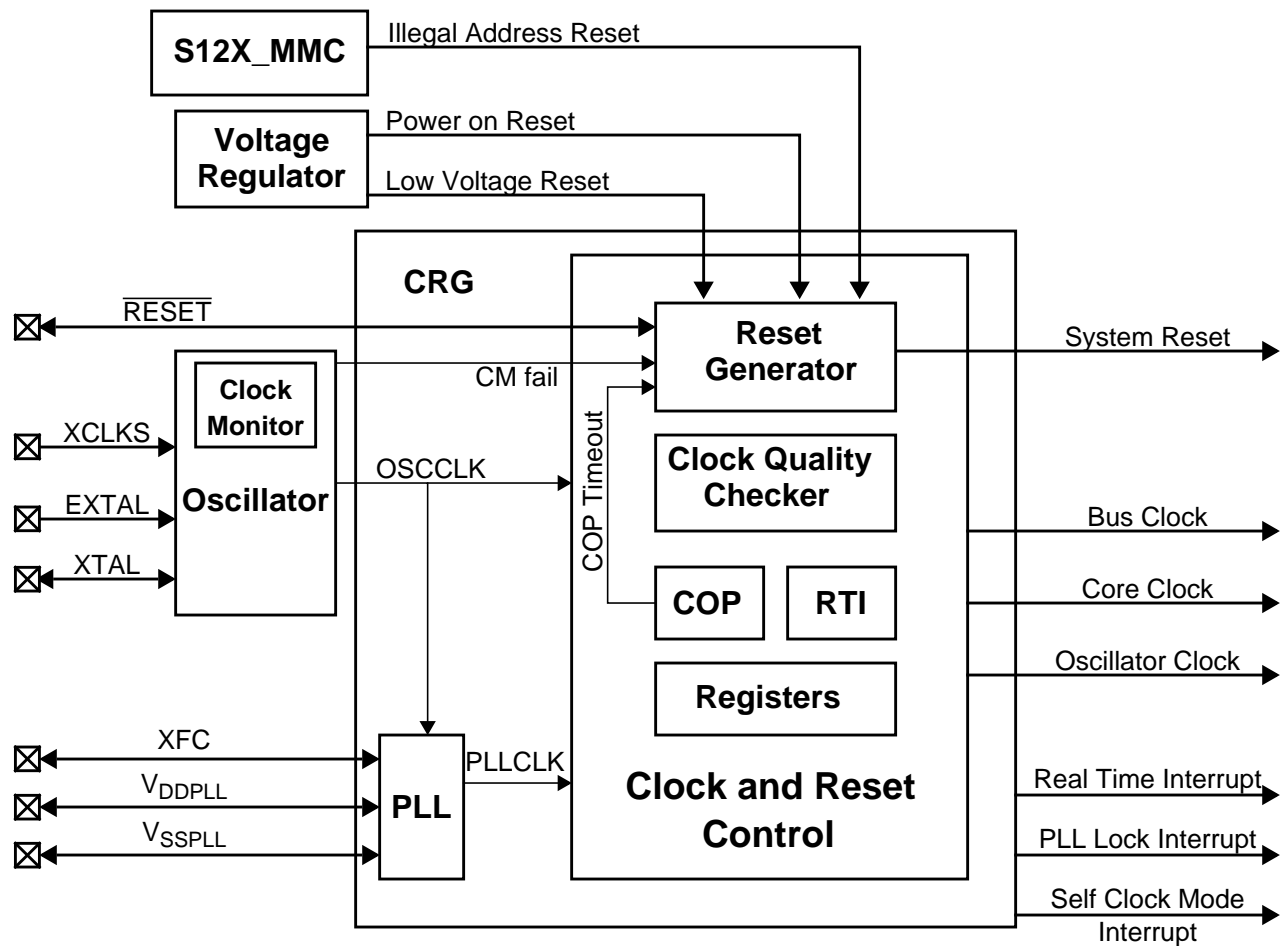 S12X_MMC
Illegal Address Reset
Voltage
Regulator
Power on Reset
Low Voltage Reset
CRG
RESET
Reset
Generator
System Reset
CM fail
Clock
Monitor
XCLKS
OSCCLK
Oscillator
EXTAL
XTAL
COP Timeout
Clock Quality
Checker
Bus Clock
COP
RTI
Core Clock
Oscillator Clock
Registers
XFC
VDDPLL
VSSPLL
PLL
PLLCLK
Clock and Reset
Control
Real Time Interrupt
PLL Lock Interrupt
Self Clock Mode
Interrupt